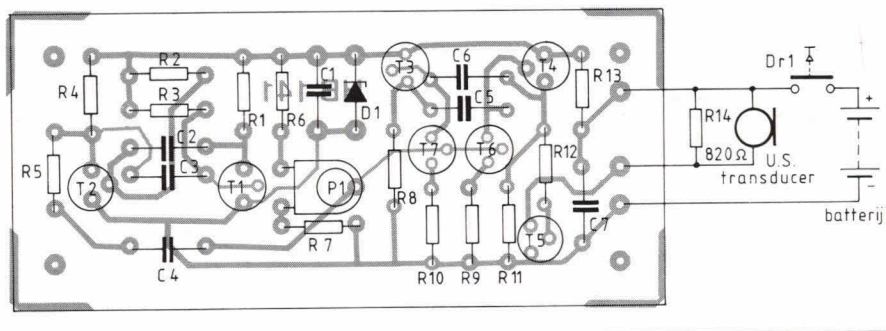 R4
R2
R3
R1
R6
C1
D1
T3
C6
C5
T4
R13
Dr1
+
R5
T2
C2
C3
T1
P1
R8
T7
T6
R12
R14
820Ω
U.S.
transducer
-
batterij
C4
R7
R10
R9
R11
T5
C7